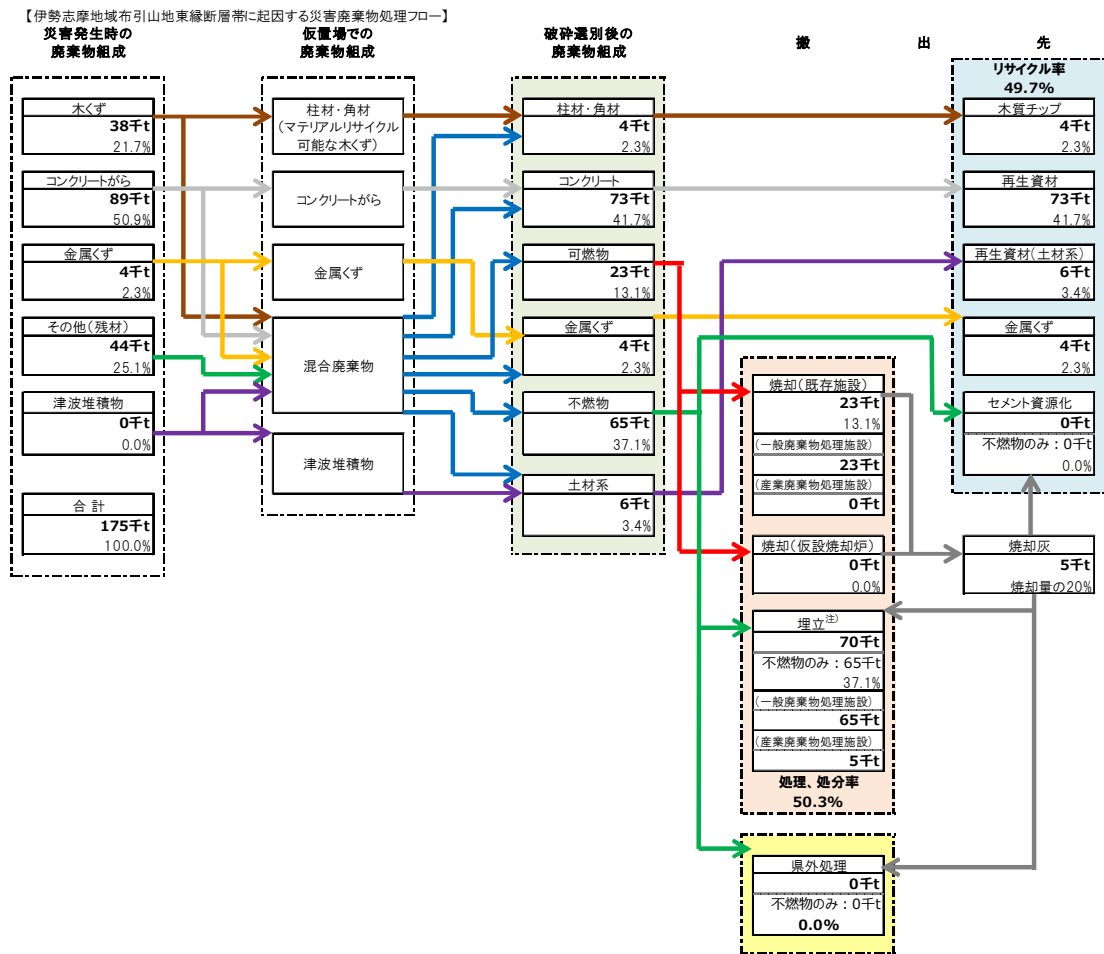 【伊勢志摩地域布引山地東縁断層帯に起因する災害廃棄物処理フロー】
災害発生時の
廃棄物組成
木くず
38千t
21.7%
コンクリートがら
89千t
50.9%
金属くず
4千t
2.3%
その他(残材)
44千t
25.1%
津波堆積物
0千t
0.0%
合計
175千t
100.0%
仮置場での
廃棄物組成
柱材・角材
(マテリアルリサイクル
可能な木くず)
コンクリートがら
金属くず
混合廃棄物
津波堆積物
破砕選別後の
廃棄物組成
柱材・角材
4千t
2.3%
コンクリート
73千t
41.7%
可燃物
23千t
13.1%
金属くず
4千t
2.3%
不燃物
65千t
37.1%
土材系
6千t
3.4%
搬 出 先
焼却(既存施設)
23千t
13.1%
(一般廃棄物処理施設)
23千t
(産業廃棄物処理施設)
0千t
焼却(仮設焼却炉)
0千t
0.0%
埋立注)
70千t
不燃物のみ:65千t
37.1%
(一般廃棄物処理施設)
65千t
(産業廃棄物処理施設)
5千t
処理、処分率
50.3%
県外処理
0千t
不燃物のみ:0千t
0.0%
リサイクル率
49.7%
木質チップ
4千t
2.3%
再生資材
73千t
41.7%
再生資材(土材系)
6千t
3.4%
金属くず
4千t
2.3%
セメント資源化
0千t
不燃物のみ:0千t
0.0%
焼却灰
5千t
焼却量の20%